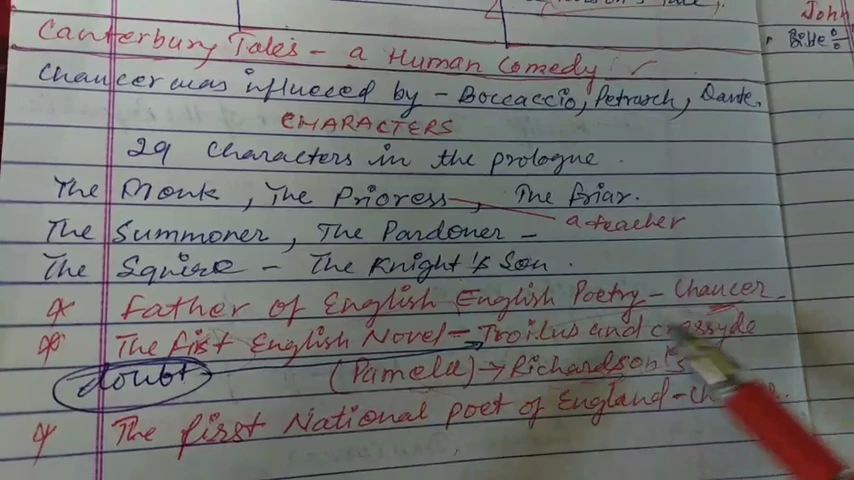 John
Canterbury Tales - a Human Comedy
Chaucer was influeced by - Boccaccio, Petrarch, Dante.
CHARACTERS
29 characters in the prologue.
The Monk, The Prioress, The Friar.
a teacher
The Summoner, The Pardoner -
The Squire - The Knight's Son.
* Father of English English Poetry - Chaucer -
* The first English Novel - Troilus and cressyde
doubt (Pamela) → Richardson's
* The first National poet of England - Ch